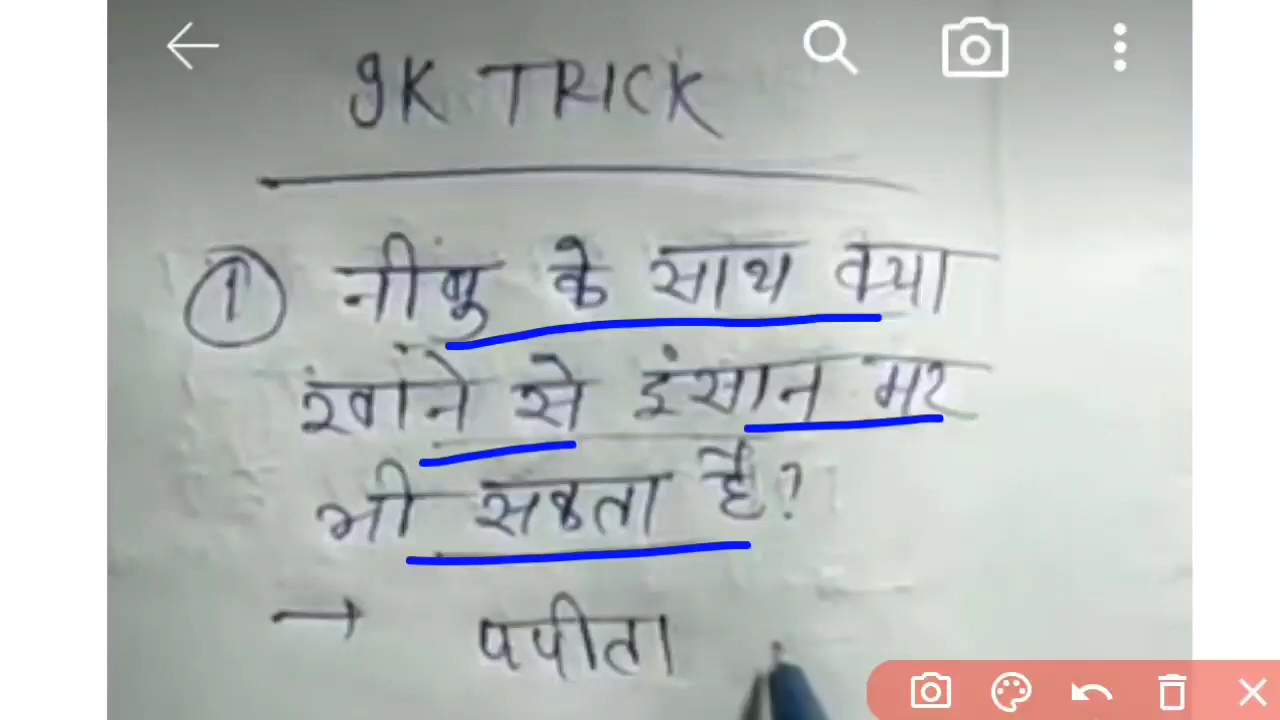 gK TRICK
① नींबु के साथ क्या
खाने से इंसान मर
भी सकता है?
→ पपीता